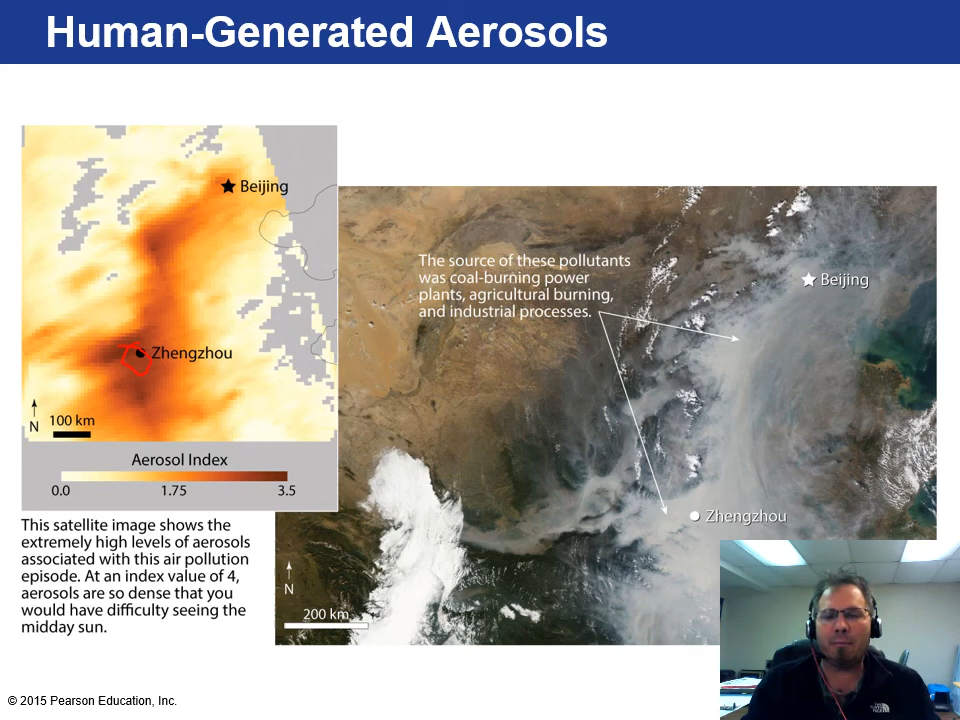 Human-Generated Aerosols
Beijing
Zhengzhou
N
100 km
Aerosol Index
0.0 1.75 3.5
This satellite image shows the
extremely high levels of aerosols
associated with this air pollution
episode. At an index value of 4,
aerosols are so dense that you
would have difficulty seeing the
midday sun.
The source of these pollutants
was coal-burning power
plants, agricultural burning,
and industrial processes.
Beijing
Zhengzhou
N
200 km
THE
NORTH
FACE
© 2015 Pearson Education, Inc.